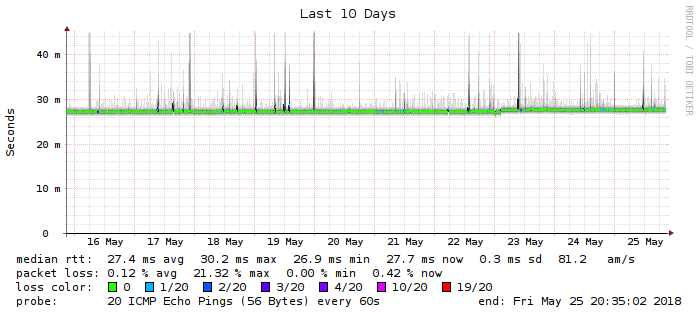 Last 10 Days
RRDTOOL / TOBI OETIKER
Seconds
40 m
30 m
20 m
10 m
0
16 May 17 May 18 May 19 May 20 May 21 May 22 May 23 May 24 May 25 May
median rtt: 27.4 ms avg 30.2 ms max 26.9 ms min 27.7 ms now 0.3 ms sd 81.2 am/s
packet loss: 0.12 % avg 21.32 % max 0.00 % min 0.42 % now
loss color: 0 1/20 2/20 3/20 4/20 10/20 19/20
probe: 20 ICMP Echo Pings (56 Bytes) every 60s end: Fri May 25 20:35:02 2018